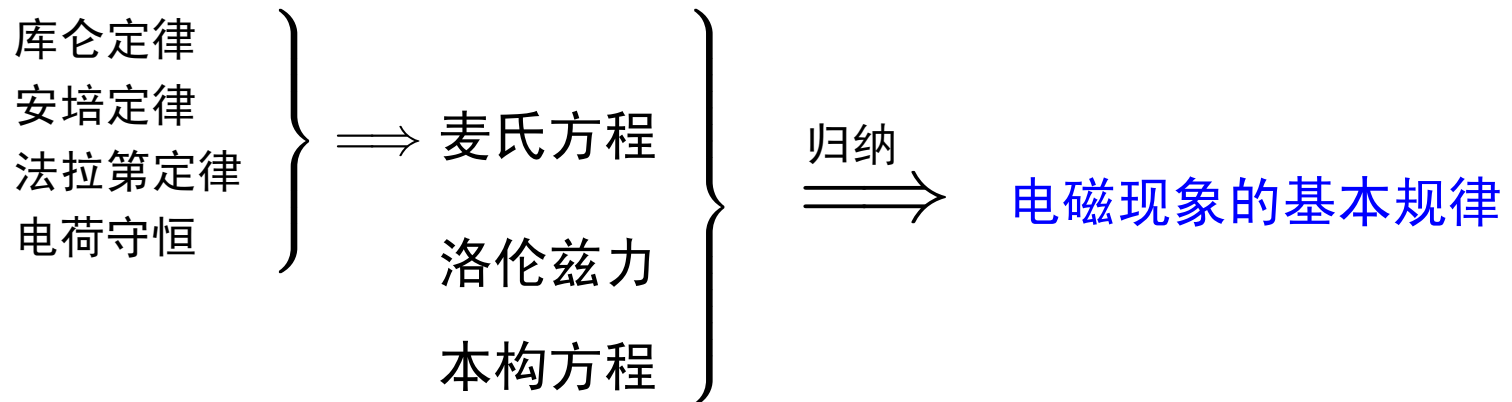 库仑定律
安培定律
法拉第定律
电荷守恒
麦氏方程
洛伦兹力
本构方程
归纳
电磁现象的基本规律